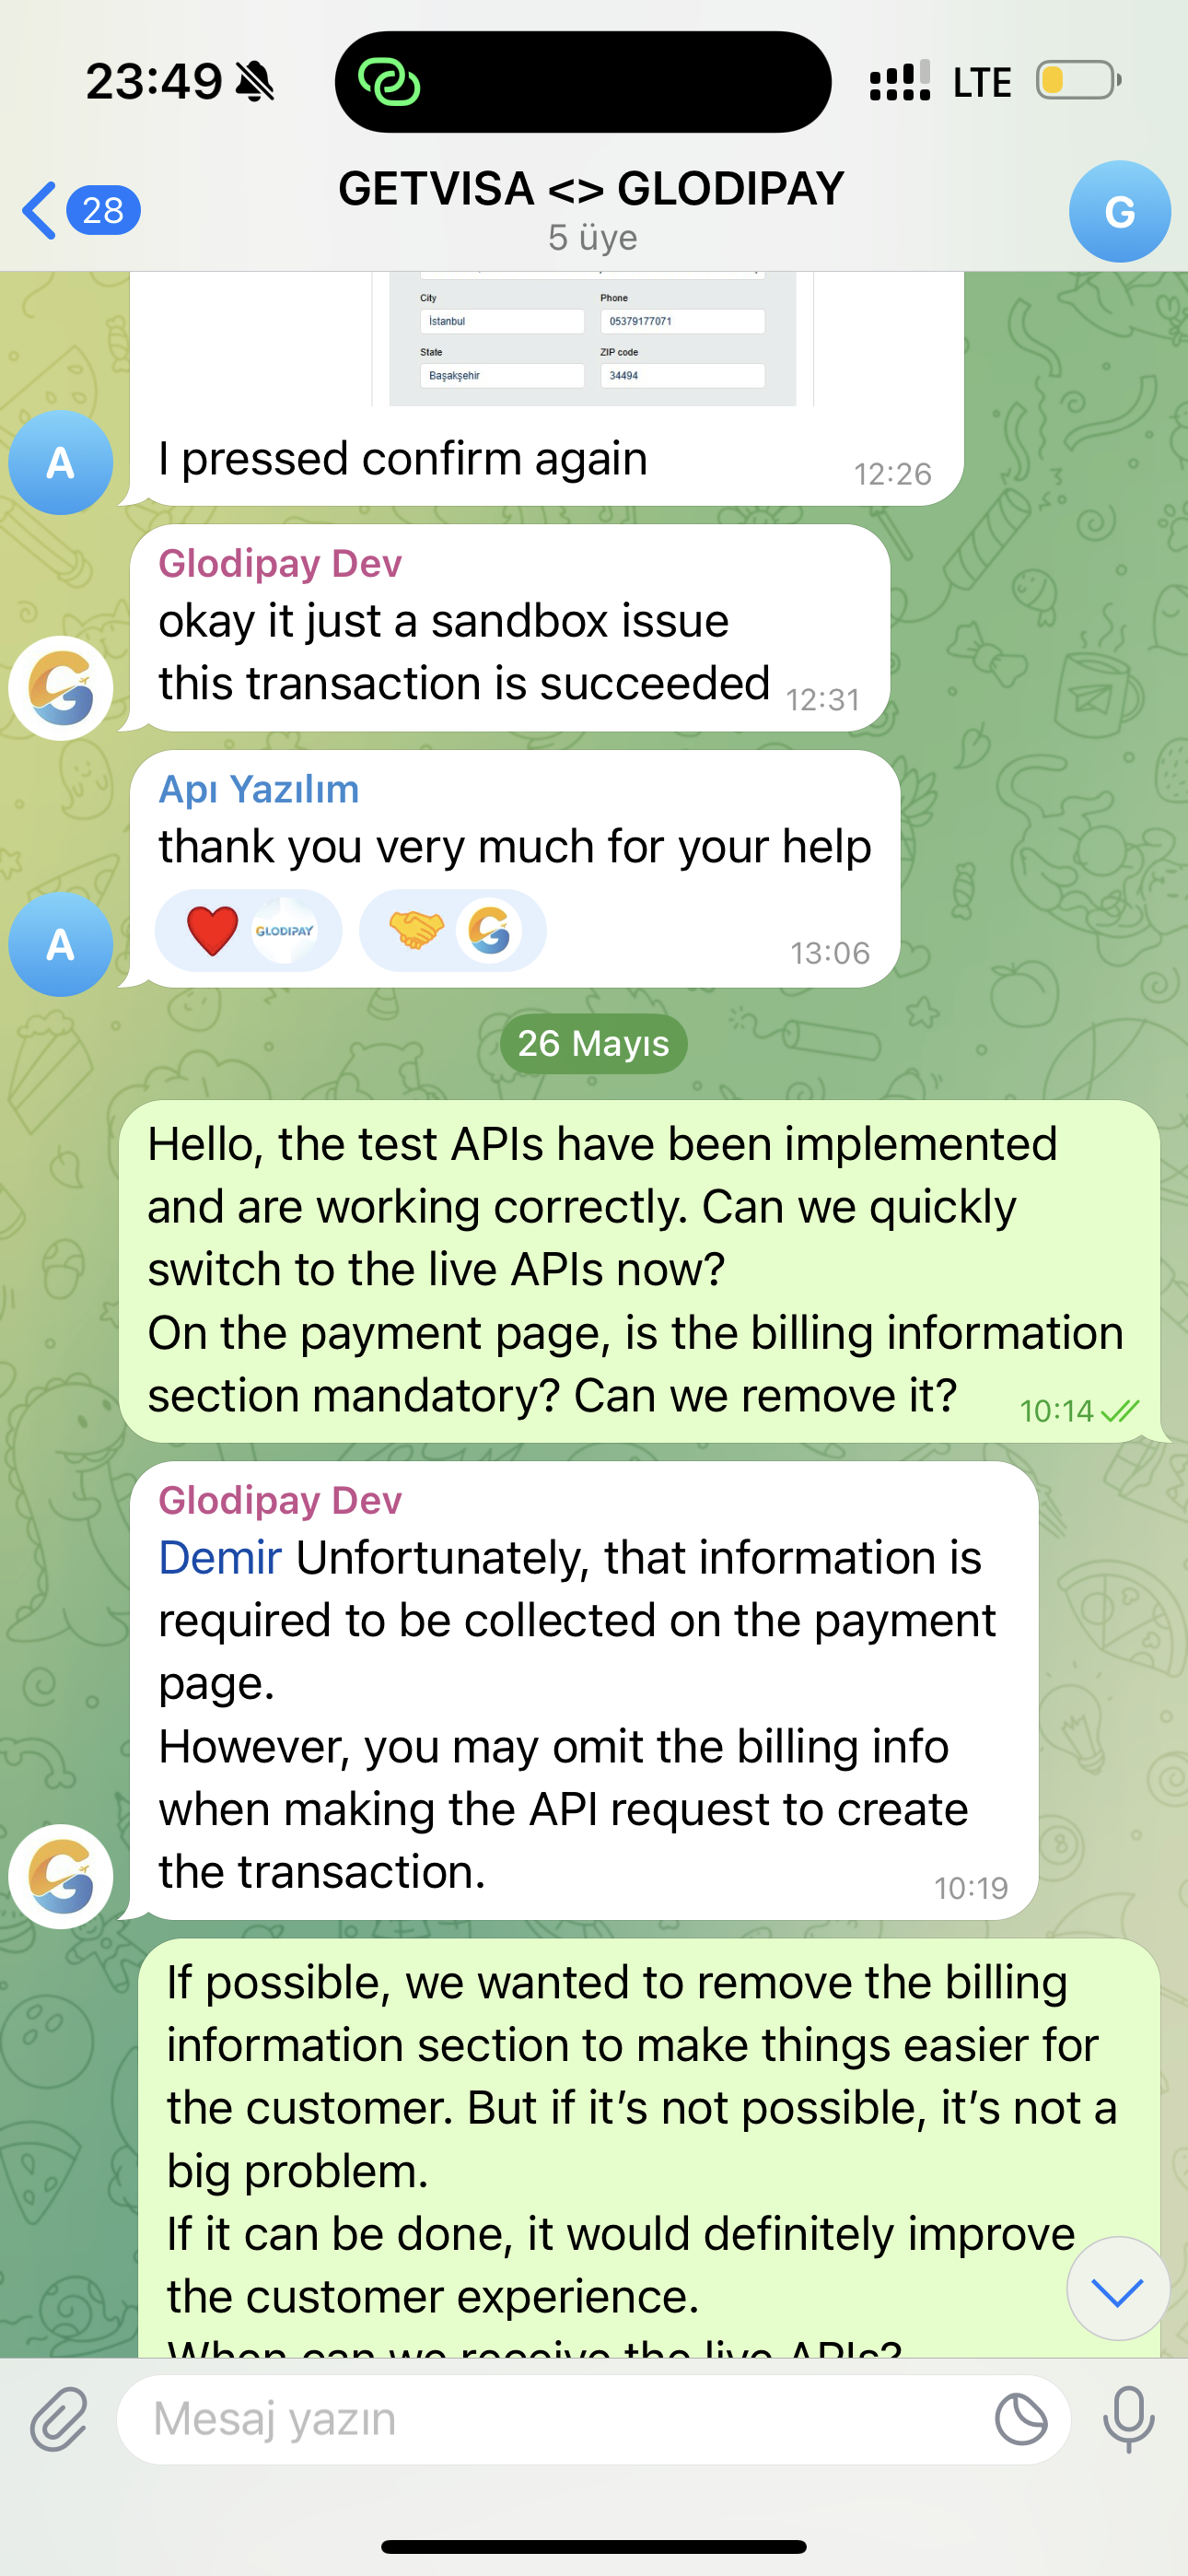 23:49
LTE
28
GETVISA <> GLODIPAY
5 üye
G
City
Phone
İstanbul
05379177071
State
ZIP code
Başakşehir
34494
A
I pressed confirm again
12:26
Glodipay Dev
okay it just a sandbox issue
this transaction is succeeded
12:31
Apı Yazılım
thank you very much for your help
GLODIPAY
A
13:06
26 Mayıs
Hello, the test APIs have been implemented
and are working correctly. Can we quickly
switch to the live APIs now?
On the payment page, is the billing information
section mandatory? Can we remove it?
10:14
Glodipay Dev
Demir Unfortunately, that information is
required to be collected on the payment
page.
However, you may omit the billing info
when making the API request to create
the transaction.
10:19
If possible, we wanted to remove the billing
information section to make things easier for
the customer. But if it’s not possible, it’s not a
big problem.
If it can be done, it would definitely improve
the customer experience.
When can we receive the live APIs?
Mesaj yazın